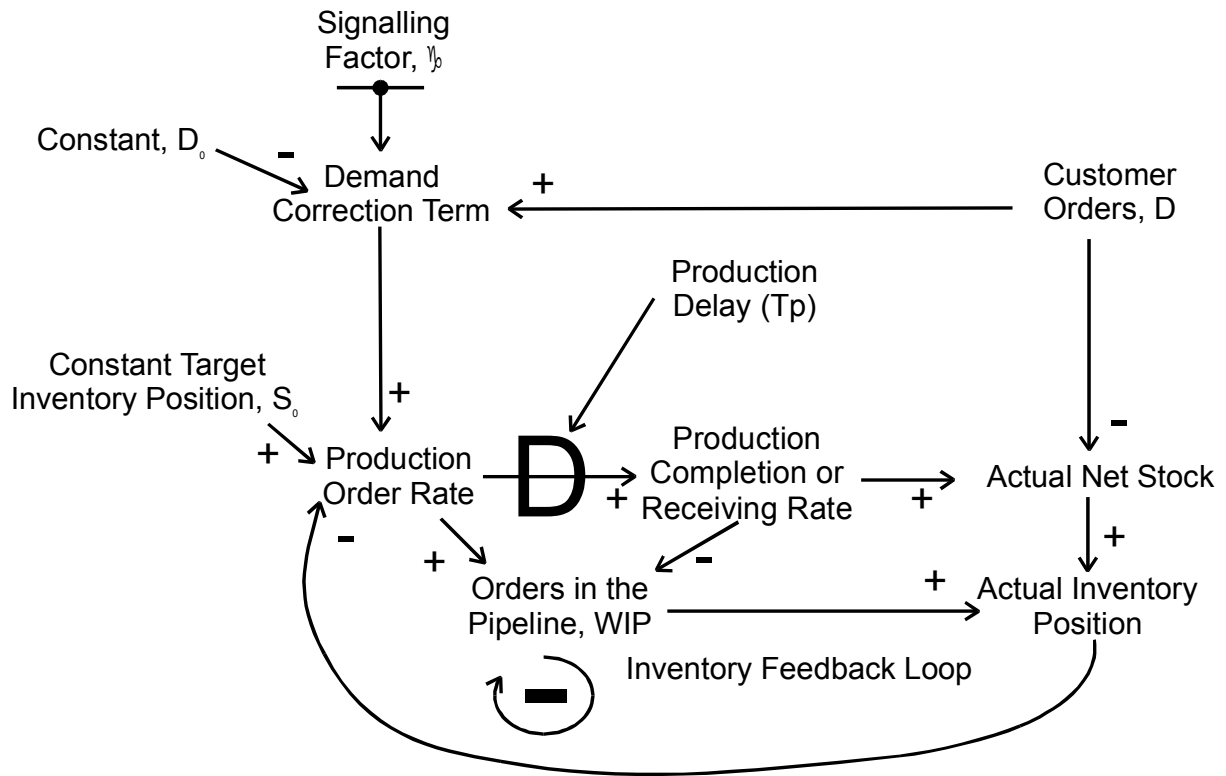 Signalling
Factor, ♑
Constant, D₀
-
Demand
Correction Term
+
Customer
Orders, D
Production
Delay (Tp)
Constant Target
Inventory Position, S₀
+
+
-
Production
Order Rate
D
+
Production
Completion or
Receiving Rate
+
Actual Net Stock
-
+
-
+
+
Orders in the
Pipeline, WIP
Actual Inventory
Position
Inventory Feedback Loop
-